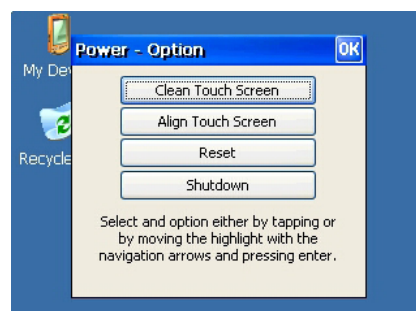 My Dev
Recycle
Power - Option
OK
Clean Touch Screen
Align Touch Screen
Reset
Shutdown
Select and option either by tapping or
by moving the highlight with the
navigation arrows and pressing enter.